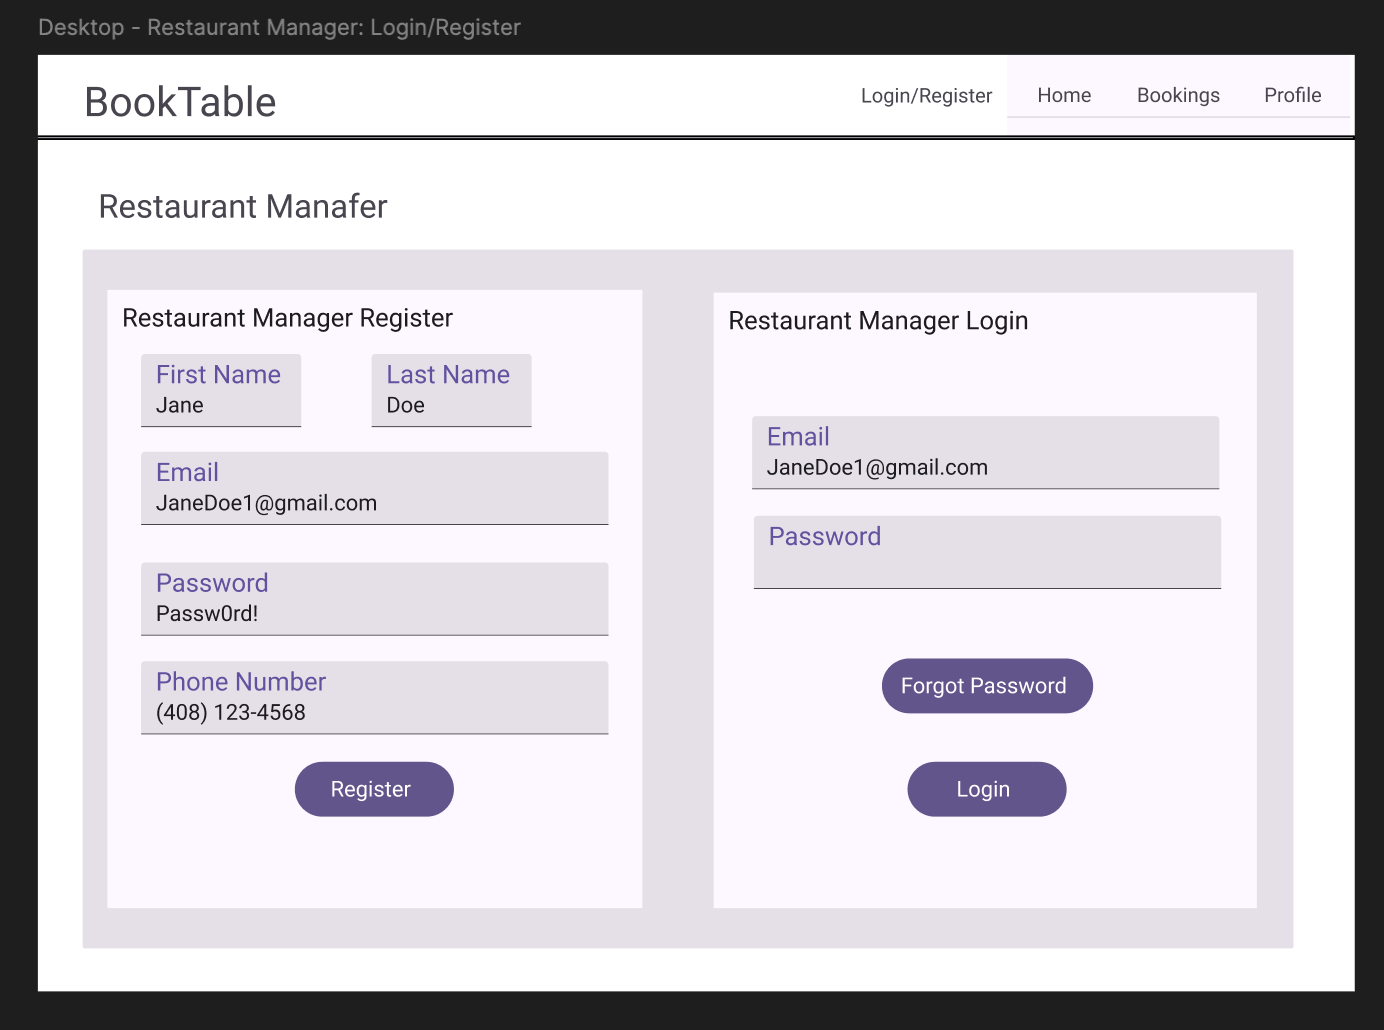 Desktop - Restaurant Manager: Login/Register
BookTable
Login/Register Home Bookings Profile
Restaurant Manafer
Restaurant Manager Register
First Name Last Name
Jane Doe
Email
JaneDoe1@gmail.com
Password
Passw0rd!
Phone Number
(408) 123-4568
Register
Restaurant Manager Login
Email
JaneDoe1@gmail.com
Password
Forgot Password
Login